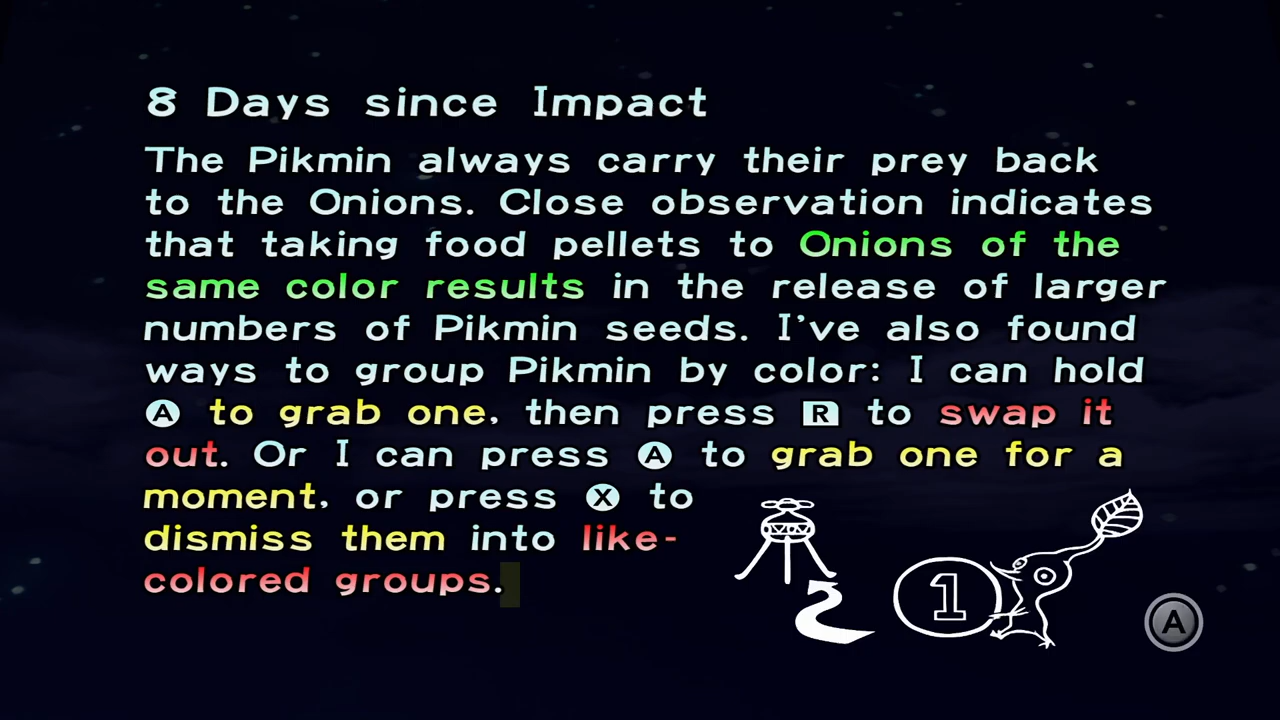 8 Days since Impact
The Pikmin always carry their prey back
to the Onions. Close observation indicates
that taking food pellets to Onions of the
same color results in the release of larger
numbers of Pikmin seeds. I've also found
ways to group Pikmin by color: I can hold
A to grab one, then press R to swap it
out. Or I can press A to grab one for a
moment, or press X to
dismiss them into like-
colored groups.
1
A